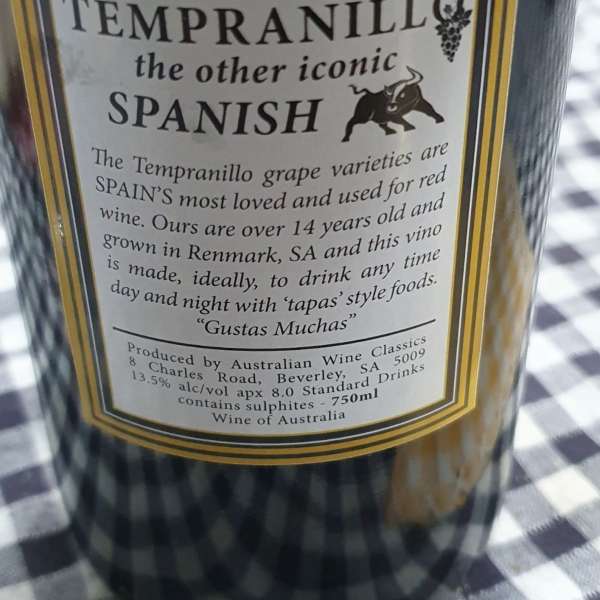 TEMPRANILLO
the other iconic
SPANISH
The Tempranillo grape varieties are
SPAIN'S most loved and used for red
wine. Ours are over 14 years old and
grown in Renmark, SA and this vino
is made, ideally, to drink any time
day and night with 'tapas' style foods.
"Gustas Muchas"
Produced by Australian Wine Classics
8 Charles Road, Beverley, SA 5009
13.5% alc/vol apx 8.0 Standard Drinks
contains sulphites - 750ml
Wine of Australia